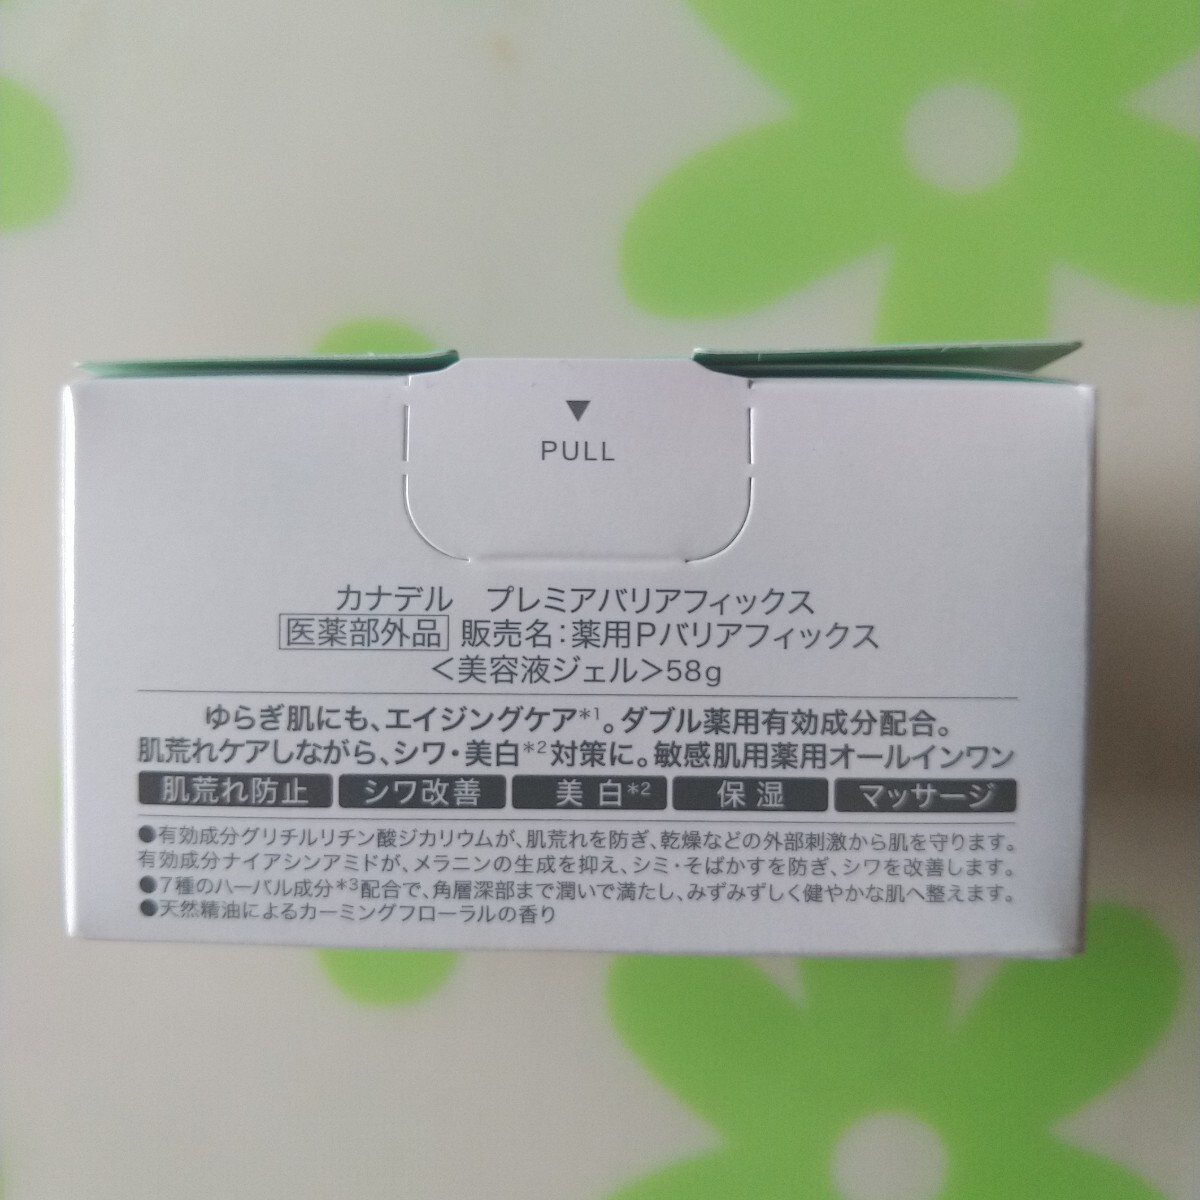 ▼
PULL
カナデル　プレミアバリアフィックス
医薬部外品 販売名：薬用Pバリアフィックス
＜美容液ジェル＞58g
ゆらぎ肌にも、エイジングケア*1。ダブル薬用有効成分配合。
肌荒れケアしながら、シワ・美白*2対策に。敏感肌用薬用オールインワン
肌荒れ防止 シワ改善 美白*2 保湿 マッサージ
●有効成分グリチルリチン酸ジカリウムが、肌荒れを防ぎ、乾燥などの外部刺激から肌を守ります。
有効成分ナイアシンアミドが、メラニンの生成を抑え、シミ・そばかすを防ぎ、シワを改善します。
●7種のハーバル成分*3配合で、角層深部まで潤いで満たし、みずみずしく健やかな肌へ整えます。
●天然精油によるカーミングフローラルの香り